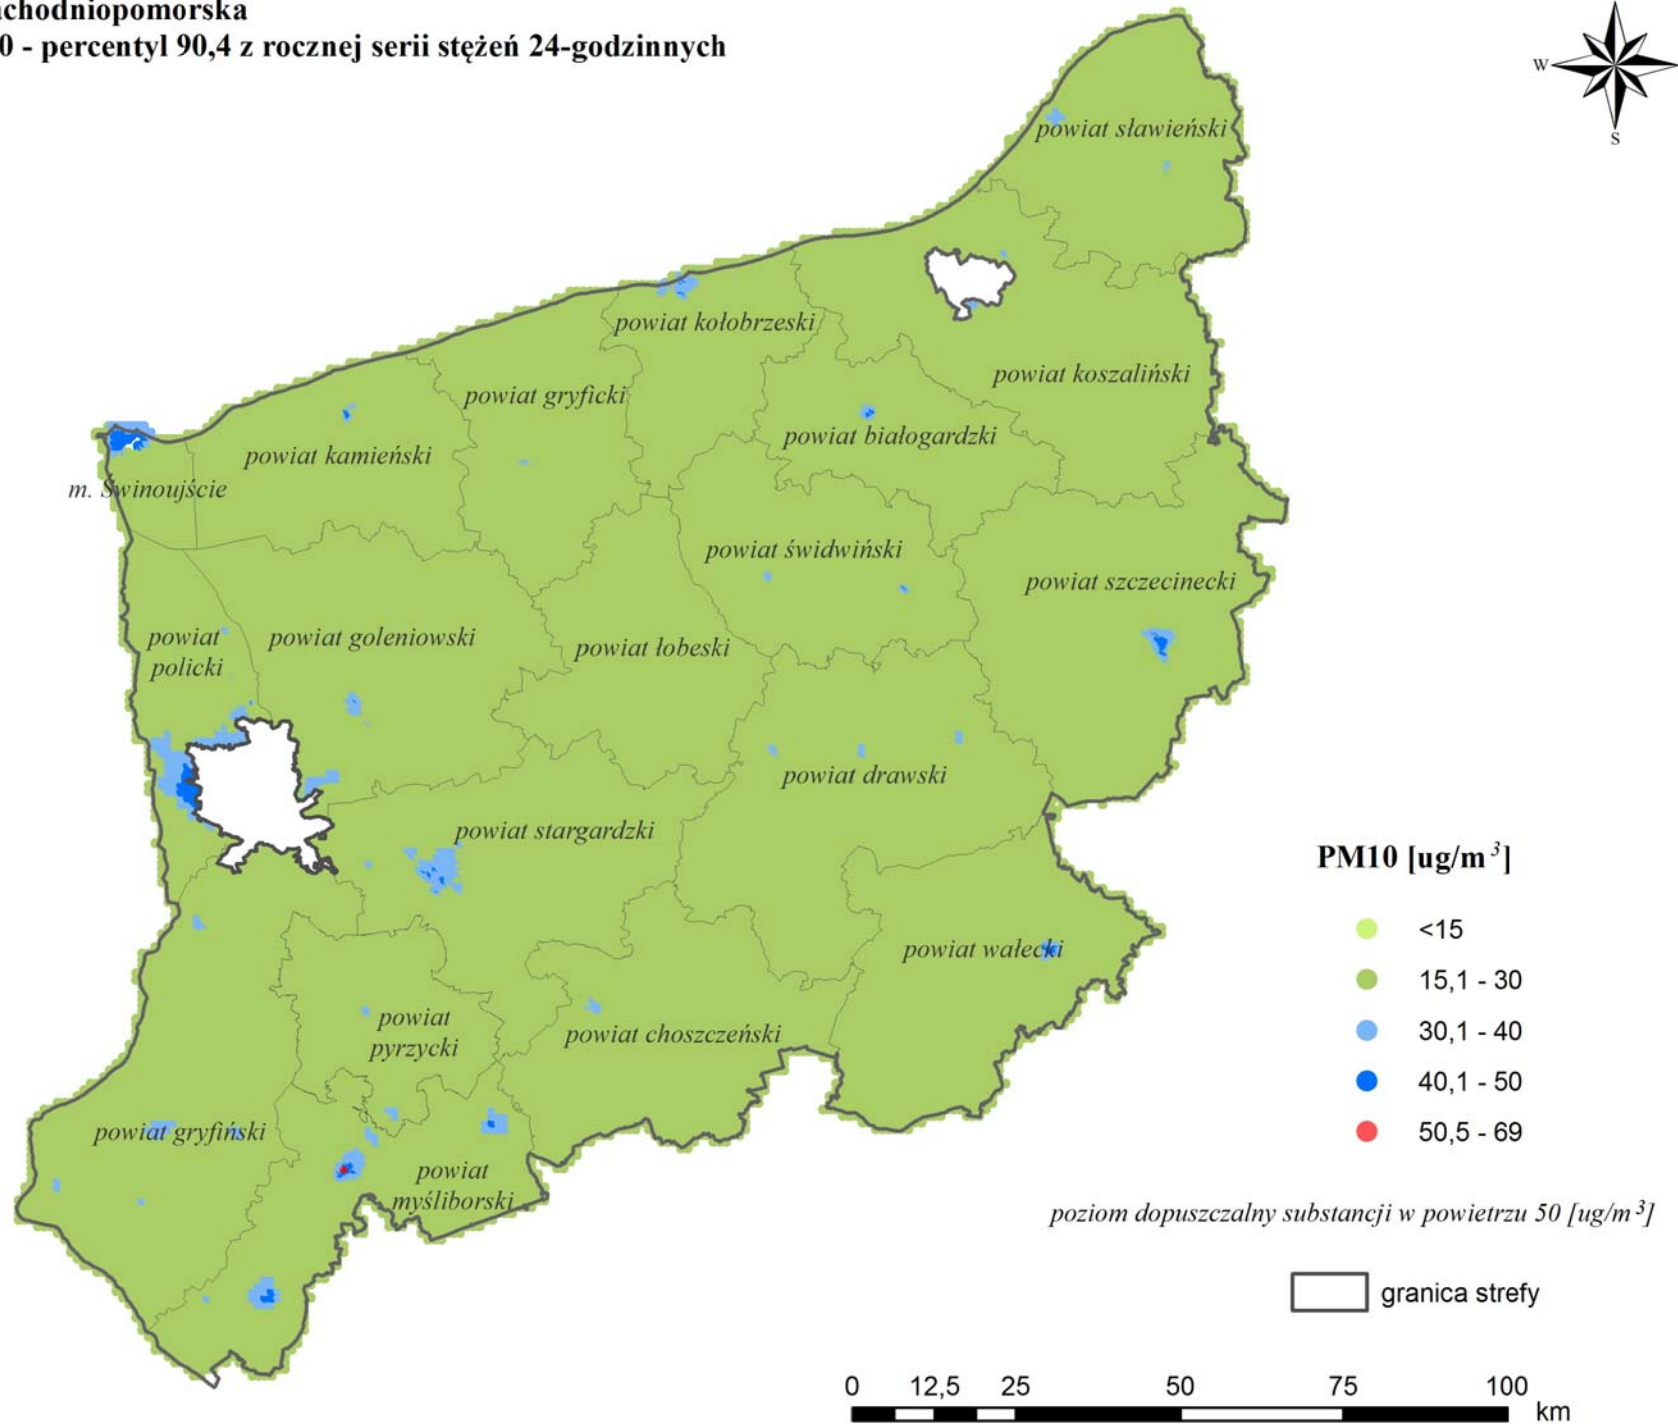 achodniopomorska
0 - percentyl 90,4 z rocznej serii stężeń 24-godzinnych
W
S
powiat sławieński
powiat kołobrzeski
powiat koszaliński
powiat gryficki
powiat białogardzki
powiat kamieński
m. Świnoujście
powiat świdwiński
powiat szczecinecki
powiat
policki
powiat goleniowski
powiat łobeski
powiat drawski
powiat stargardzki
powiat wałecki
powiat
pyrzycki
powiat choszczeński
powiat gryfiński
powiat
myśliborski
PM10 [ug/m³]
<15
15,1 - 30
30,1 - 40
40,1 - 50
50,5 - 69
poziom dopuszczalny substancji w powietrzu 50 [ug/m³]
granica strefy
0 12,5 25 50 75 100
km